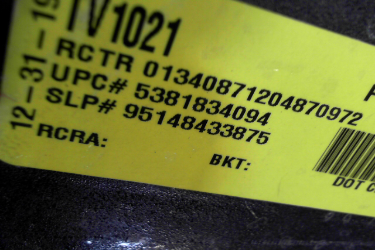 TV1021
RCTR 01340871204870972
UPC# 5381834094
SLP# 95148433875
RCRA:
BKT:
12-31-19
DOT C